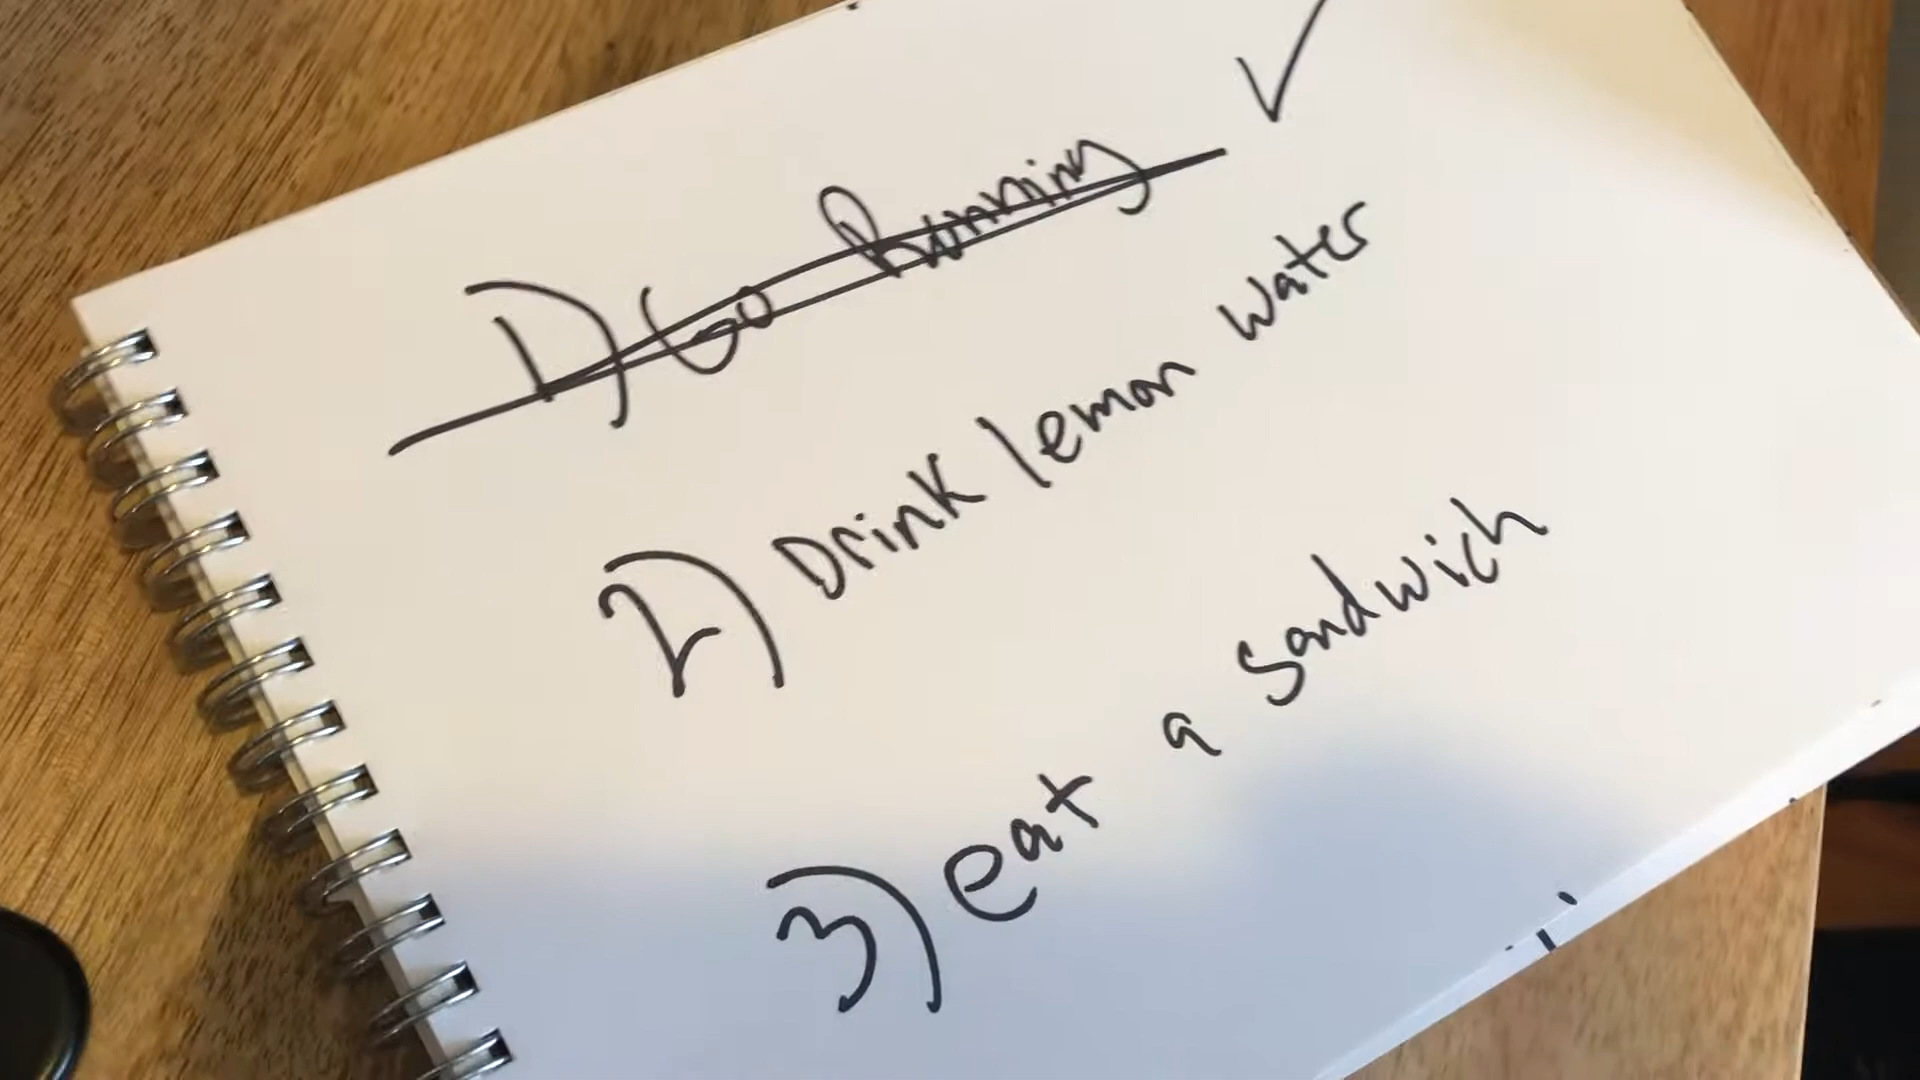 1) Go Running ✓
2) Drink lemon water
3) eat a sandwich